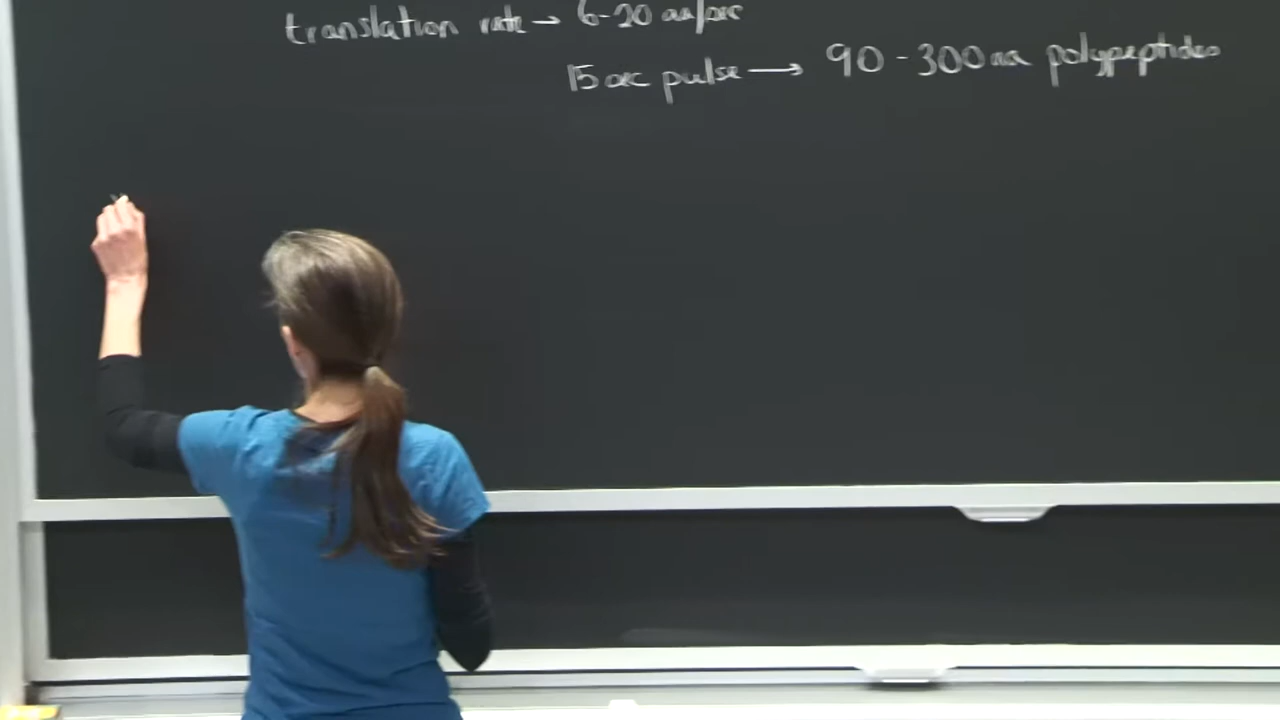 translation rate → 6-20 aa/sec
15 sec pulse → 90-300 aa polypeptides